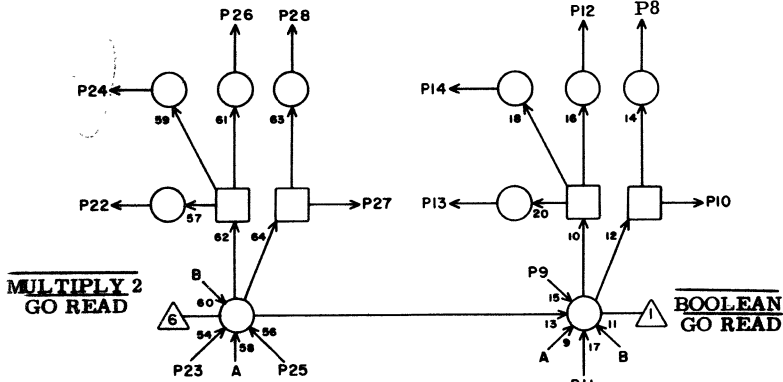 P26 P28 P12 P8
P24 P14
59 61 63 18 16 14
P22 P27 P13 P10
57 20
62 64 10 12
B P9
MULTIPLY 2
GO READ
60 15
BOOLEAN
GO READ
6 1
54 56 13 11
58 9 17
P23 A P25 A B